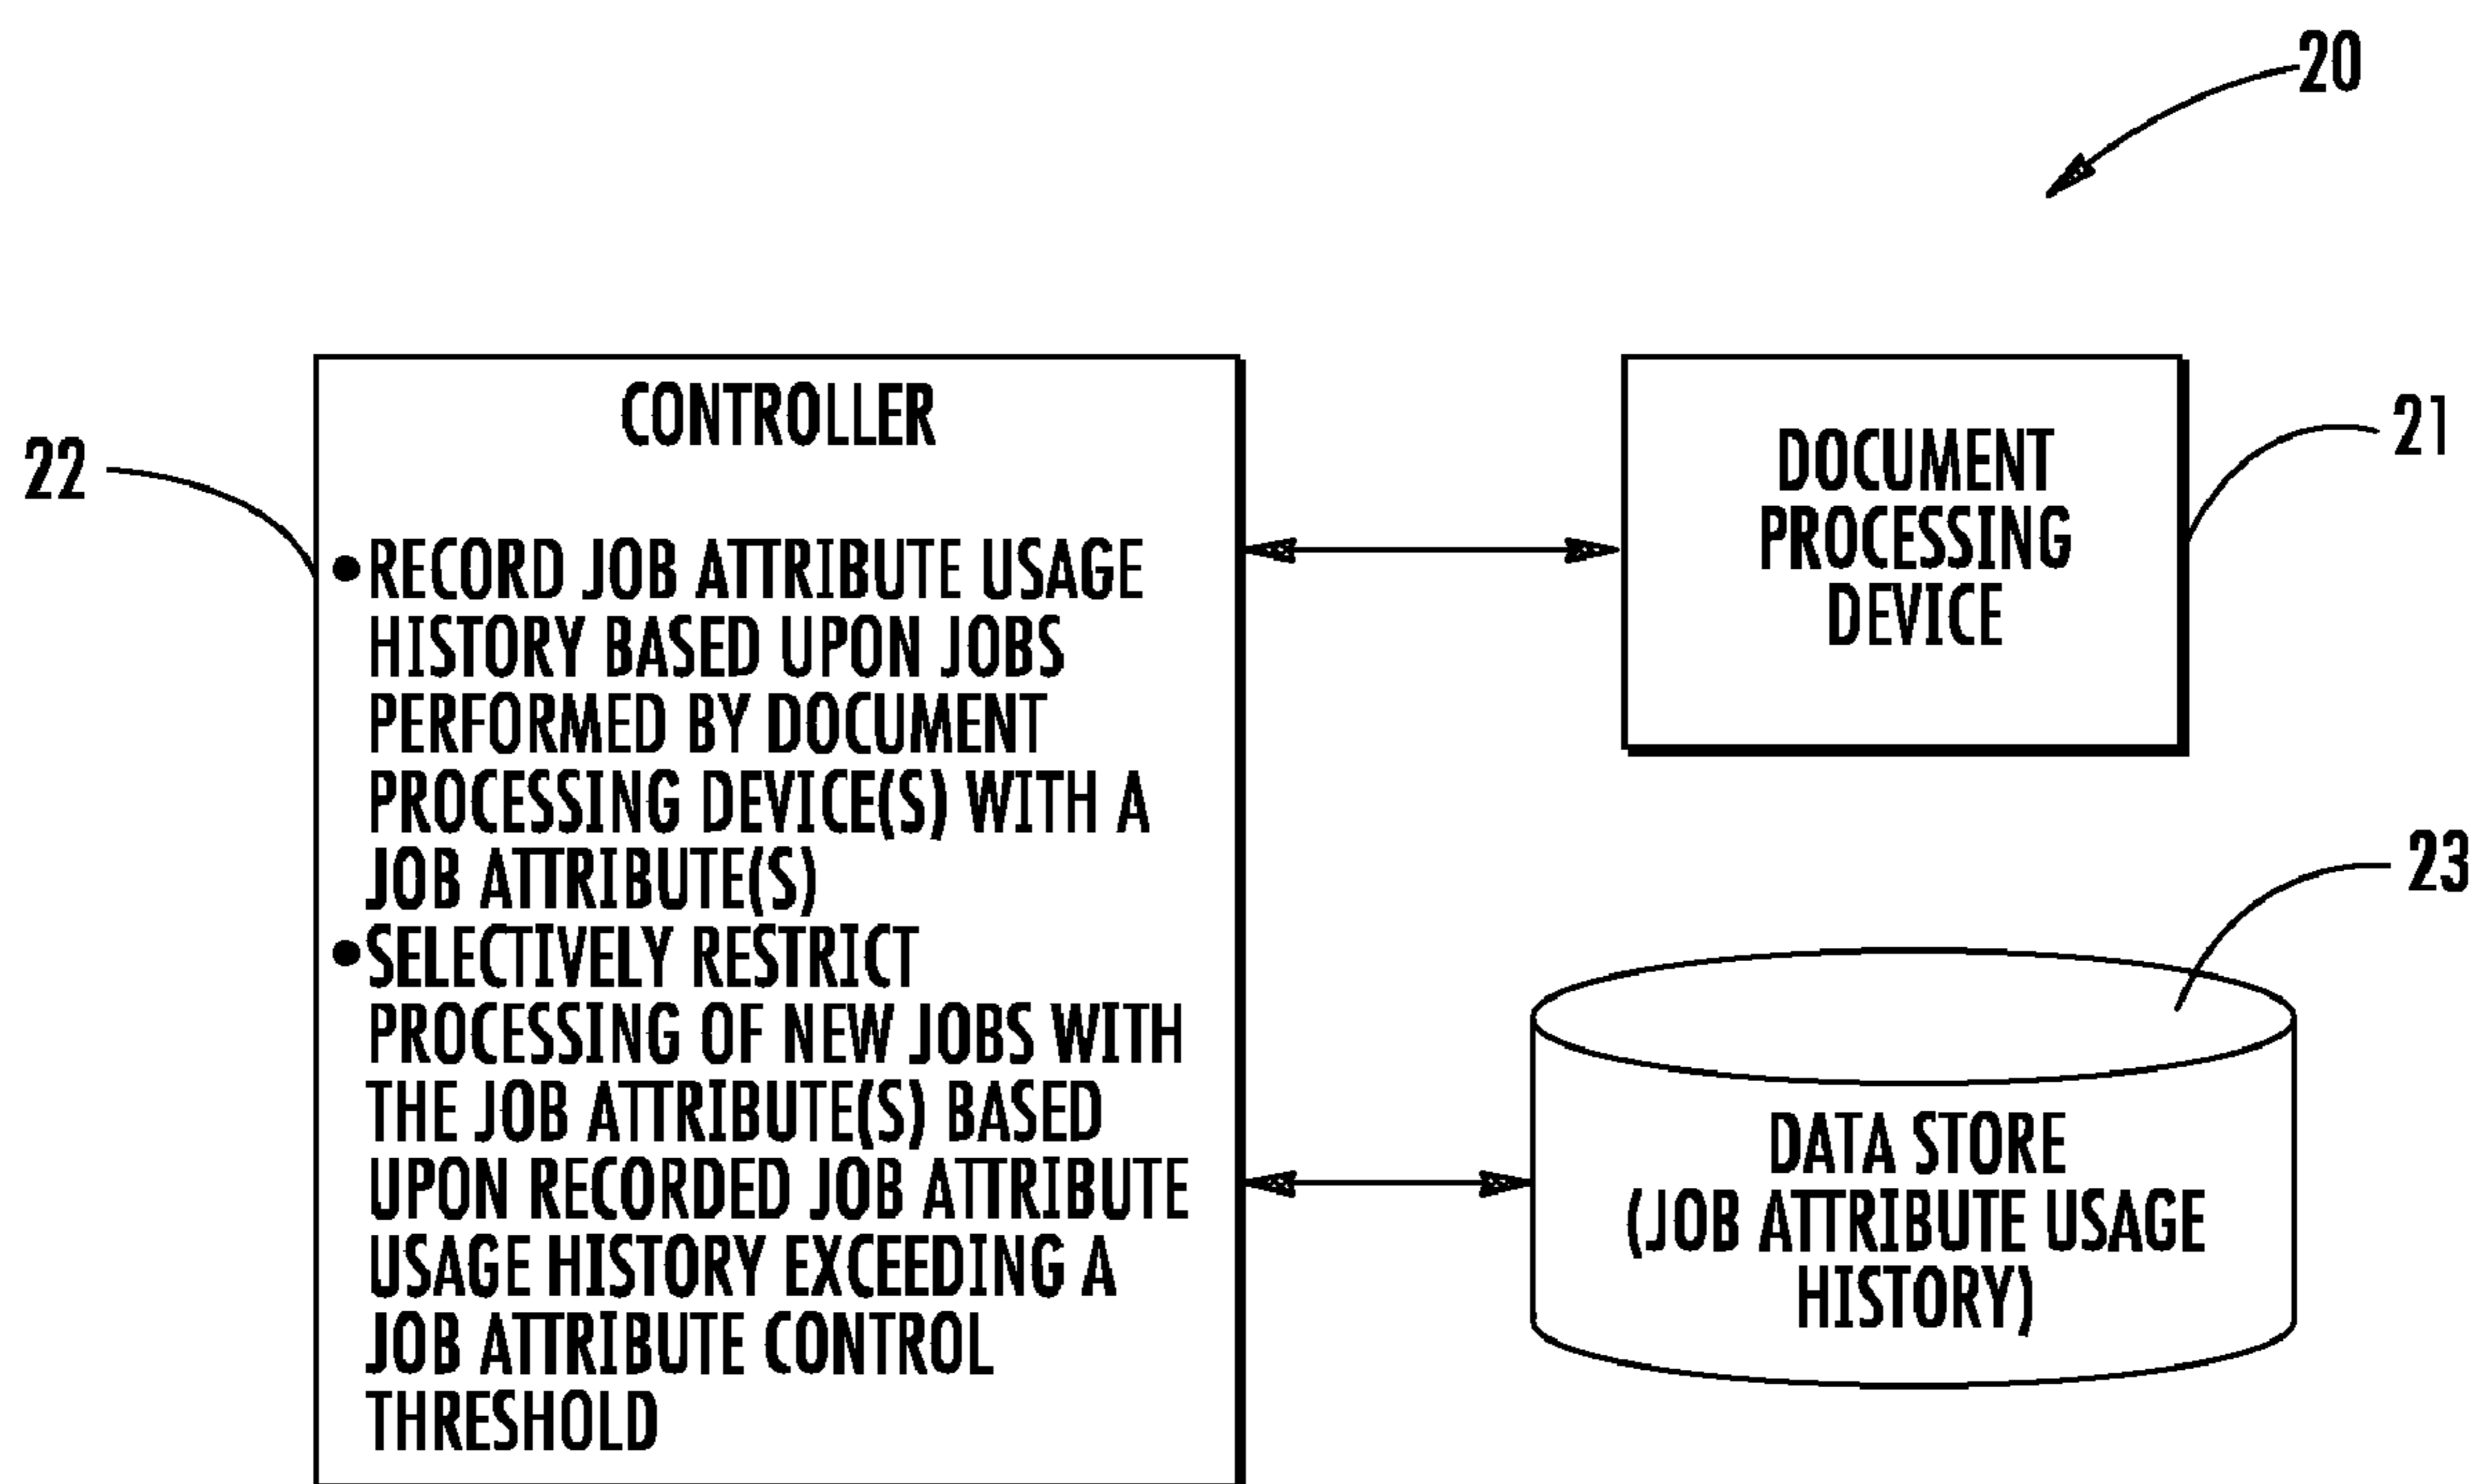 20
22
CONTROLLER
●RECORD JOB ATTRIBUTE USAGE
HISTORY BASED UPON JOBS
PERFORMED BY DOCUMENT
PROCESSING DEVICE(S) WITH A
JOB ATTRIBUTE(S)
●SELECTIVELY RESTRICT
PROCESSING OF NEW JOBS WITH
THE JOB ATTRIBUTE(S) BASED
UPON RECORDED JOB ATTRIBUTE
USAGE HISTORY EXCEEDING A
JOB ATTRIBUTE CONTROL
THRESHOLD
DOCUMENT
PROCESSING
DEVICE
21
23
DATA STORE
(JOB ATTRIBUTE USAGE
HISTORY)